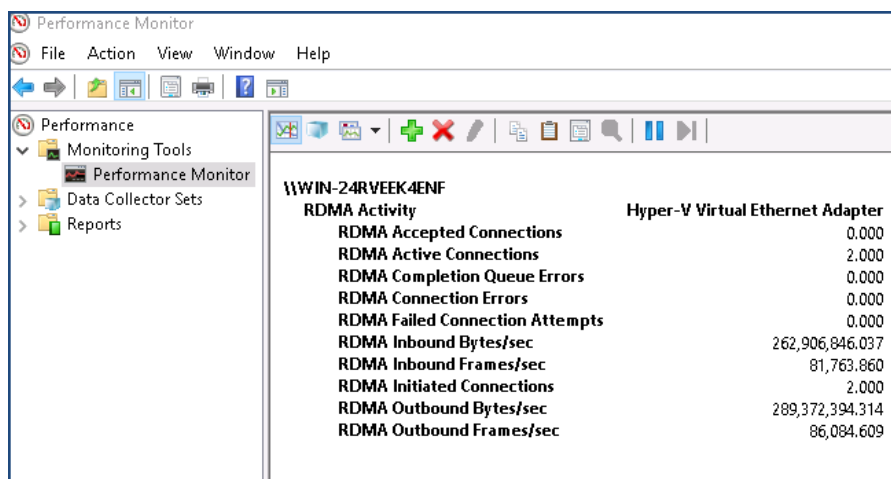 Performance Monitor
File Action View Window Help
Performance
Monitoring Tools
Performance Monitor
Data Collector Sets
Reports
\\WIN-24RVEEK4ENF
RDMA Activity Hyper-V Virtual Ethernet Adapter
RDMA Accepted Connections 0.000
RDMA Active Connections 2.000
RDMA Completion Queue Errors 0.000
RDMA Connection Errors 0.000
RDMA Failed Connection Attempts 0.000
RDMA Inbound Bytes/sec 262,906,846.037
RDMA Inbound Frames/sec 81,763.860
RDMA Initiated Connections 2.000
RDMA Outbound Bytes/sec 289,372,394.314
RDMA Outbound Frames/sec 86,084.609